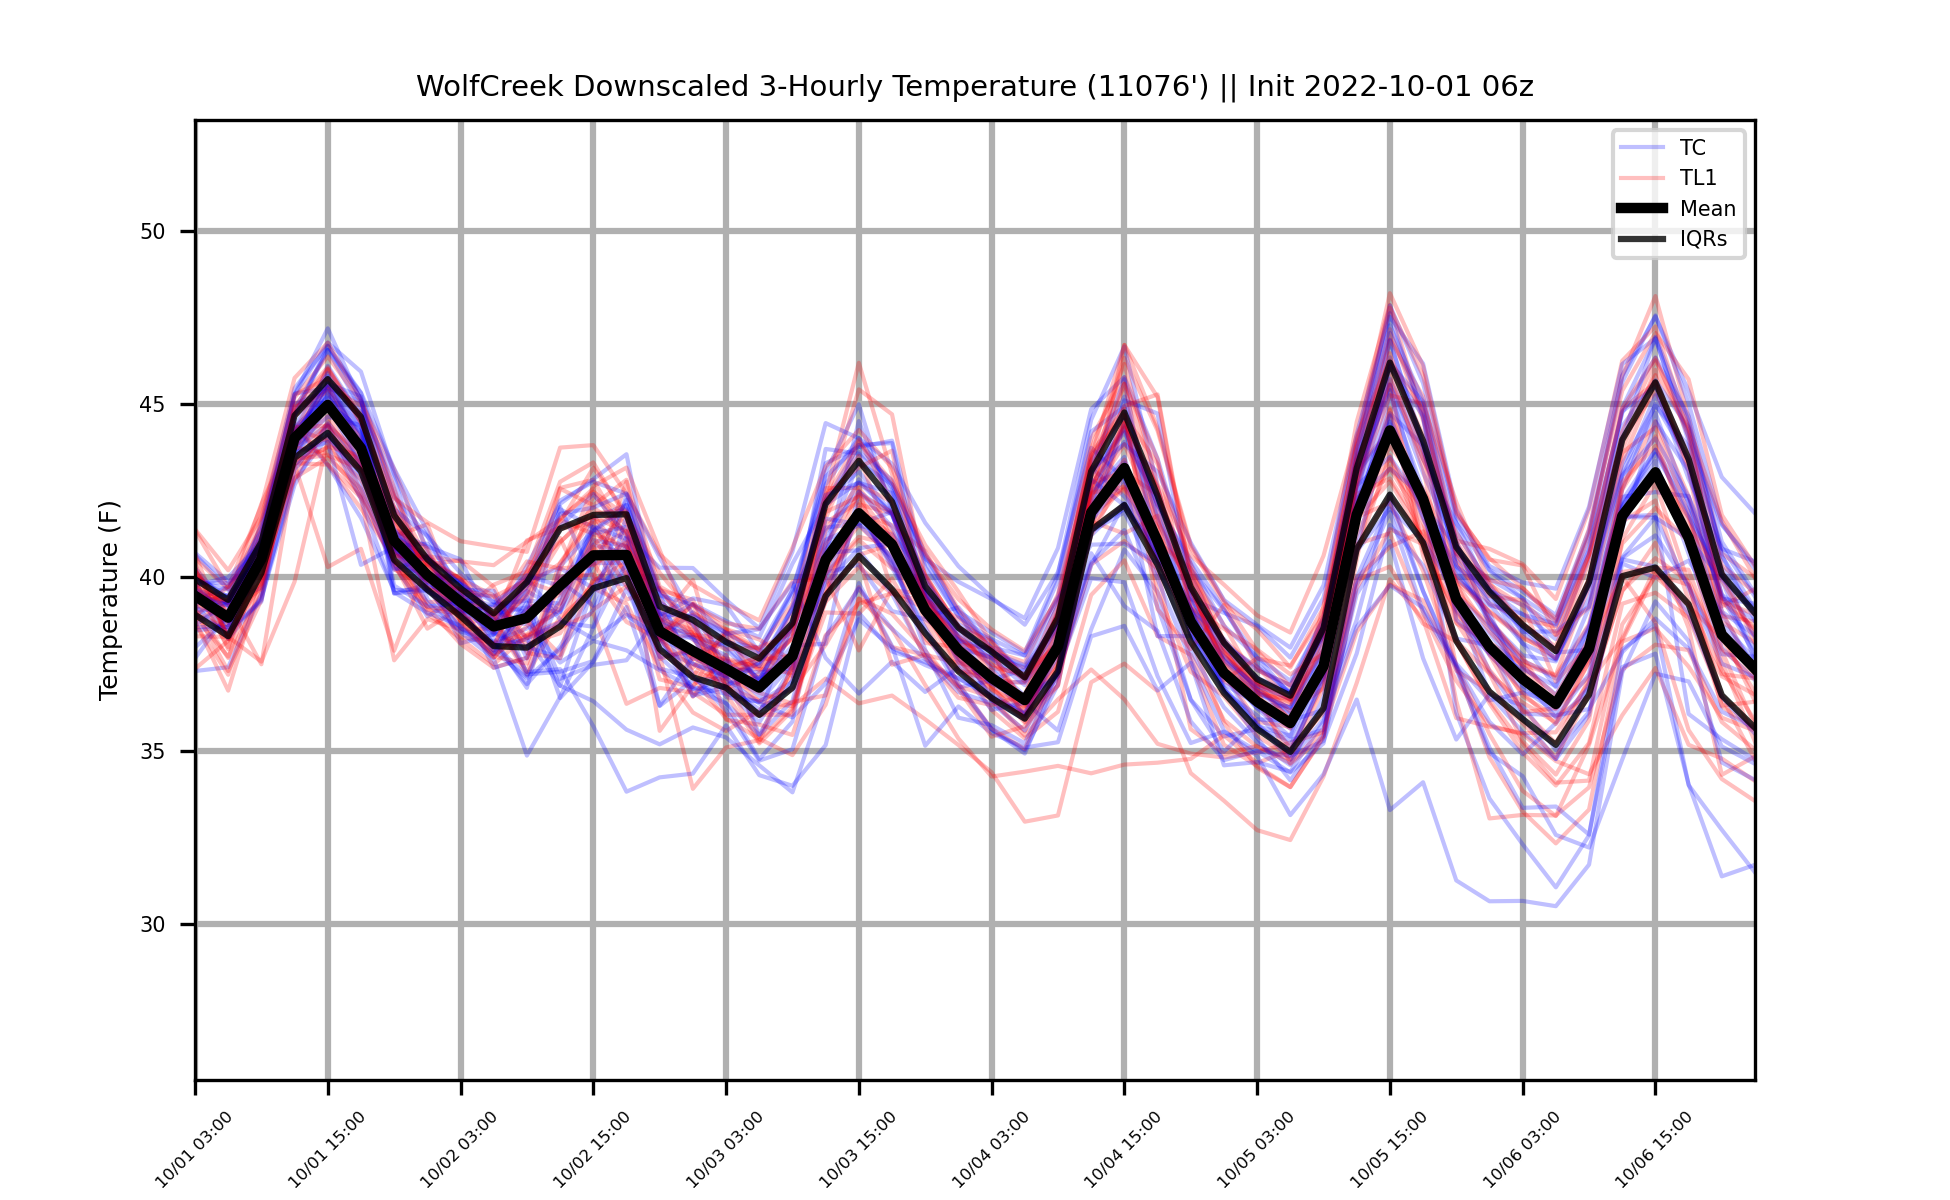 WolfCreek Downscaled 3-Hourly Temperature (11076') || Init 2022-10-01 06z
TC
TL1
Mean
IQRs
Temperature (F)
50
45
40
35
30
10/01 03:00
10/01 15:00
10/02 03:00
10/02 15:00
10/03 03:00
10/03 15:00
10/04 03:00
10/04 15:00
10/05 03:00
10/05 15:00
10/06 03:00
10/06 15:00